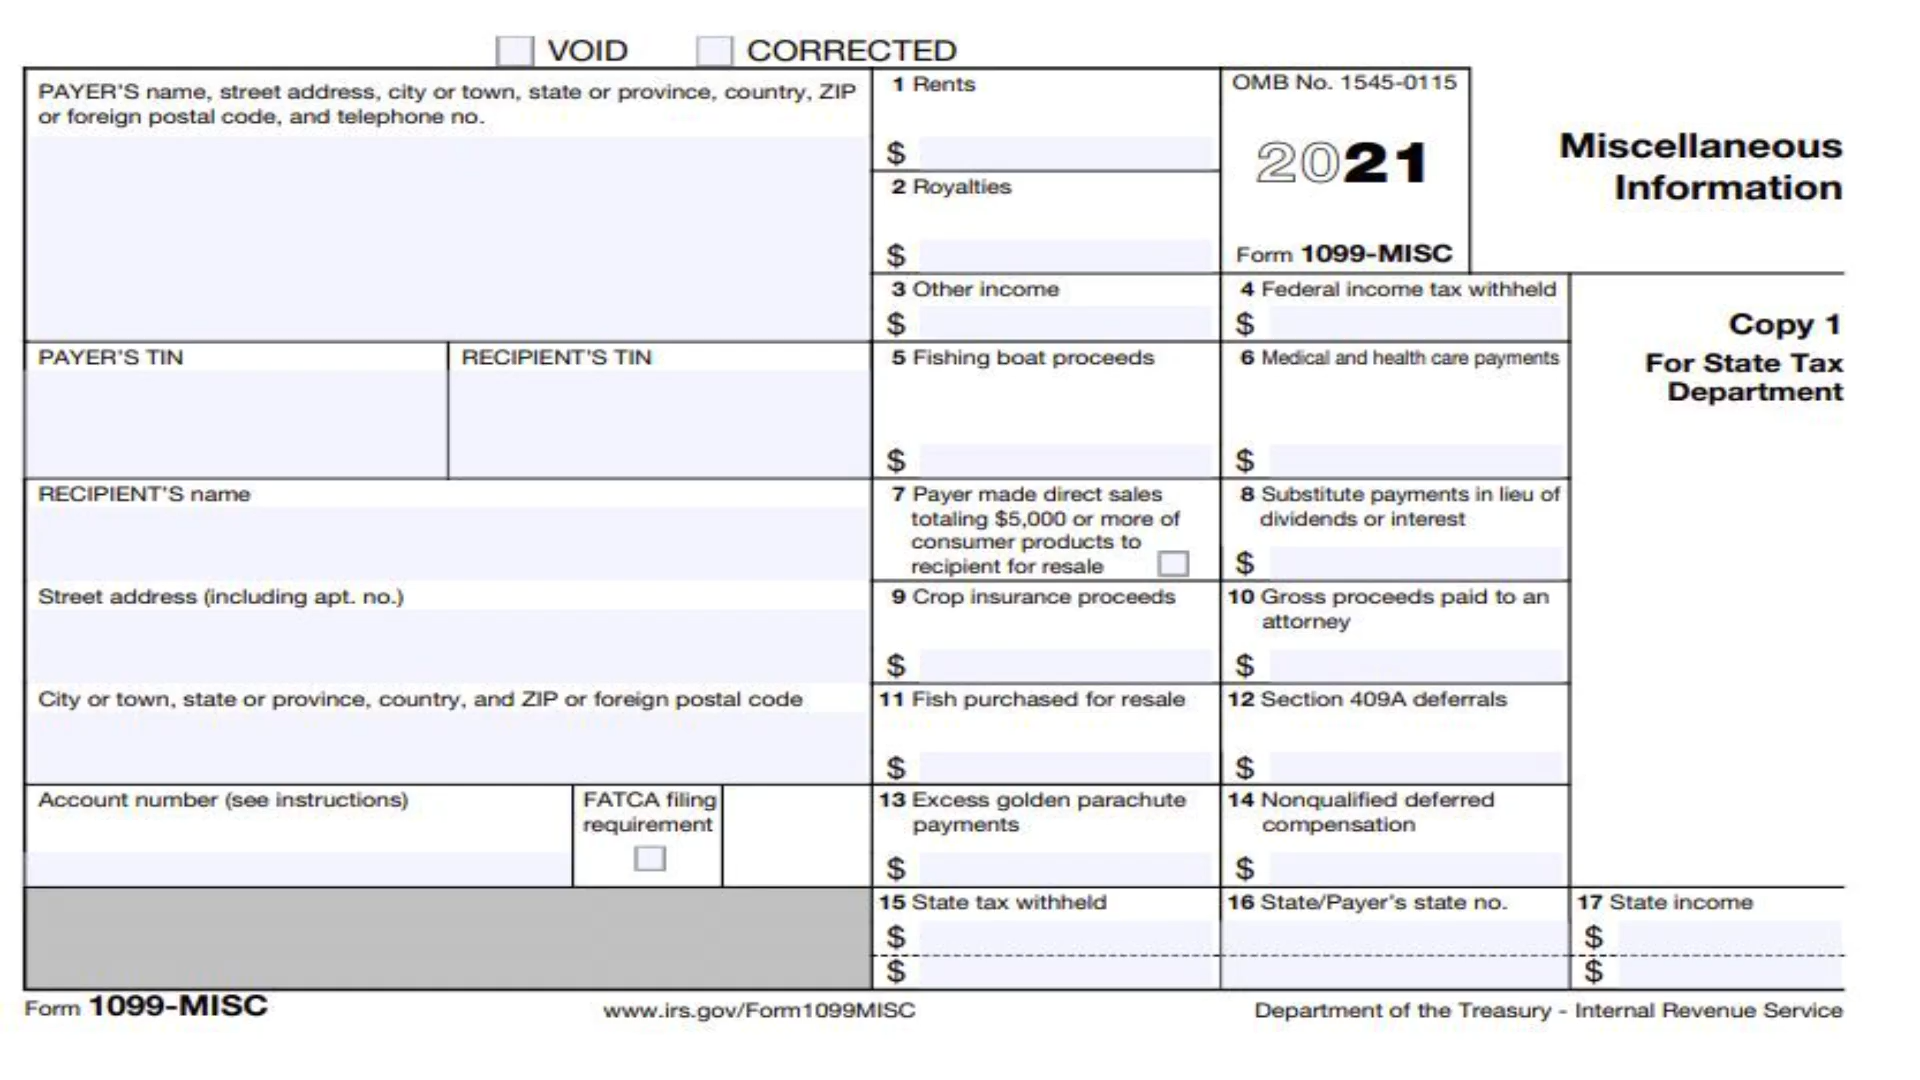 VOID CORRECTED
PAYER'S name, street address, city or town, state or province, country, ZIP
or foreign postal code, and telephone no.
1 Rents
$
2 Royalties
$
OMB No. 1545-0115
2021
Form 1099-MISC
Miscellaneous
Information
3 Other income
$
4 Federal income tax withheld
$
Copy 1
For State Tax
Department
PAYER'S TIN
RECIPIENT'S TIN
5 Fishing boat proceeds
$
6 Medical and health care payments
$
RECIPIENT'S name
7 Payer made direct sales
totaling $5,000 or more of
consumer products to
recipient for resale
8 Substitute payments in lieu of
dividends or interest
$
Street address (including apt. no.)
9 Crop insurance proceeds
$
10 Gross proceeds paid to an
attorney
$
City or town, state or province, country, and ZIP or foreign postal code
11 Fish purchased for resale
$
12 Section 409A deferrals
$
Account number (see instructions)
FATCA filing
requirement
13 Excess golden parachute
payments
$
14 Nonqualified deferred
compensation
$
15 State tax withheld
$
$
16 State/Payer's state no.
17 State income
$
$
Form 1099-MISC
www.irs.gov/Form1099MISC
Department of the Treasury - Internal Revenue Service